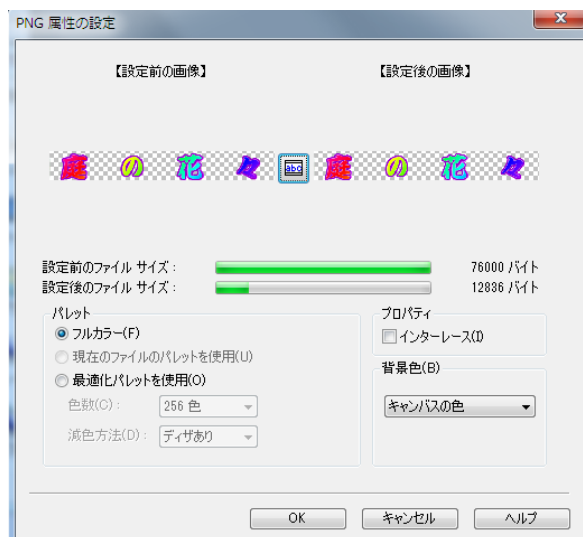 PNG 属性の設定
【設定前の画像】 【設定後の画像】
庭の花々 abc 庭の花々
設定前のファイル サイズ： 76000 バイト
設定後のファイル サイズ： 12836 バイト
パレット
フルカラー(F)
現在のファイルのパレットを使用(U)
最適化パレットを使用(O)
色数(C)： 256 色
減色方法(D)： ディザあり
プロパティ
インターレース(I)
背景色(B)
キャンバスの色
OK キャンセル ヘルプ